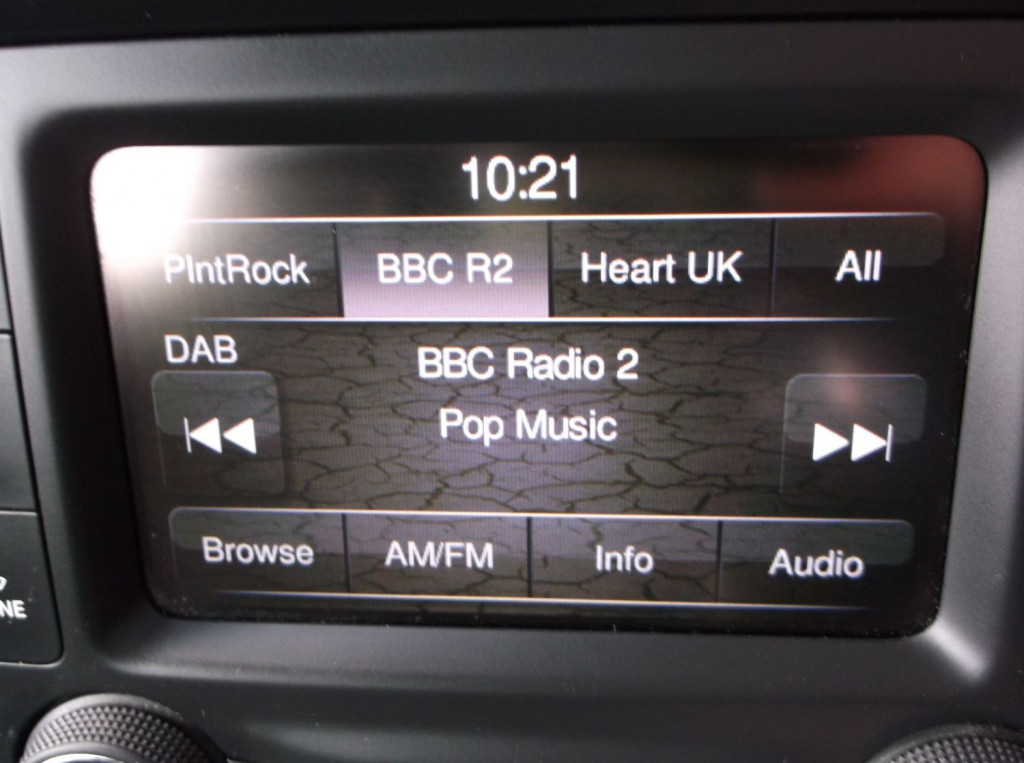 10:21
PlntRock BBC R2 Heart UK All
DAB
BBC Radio 2
Pop Music
Browse AM/FM Info Audio